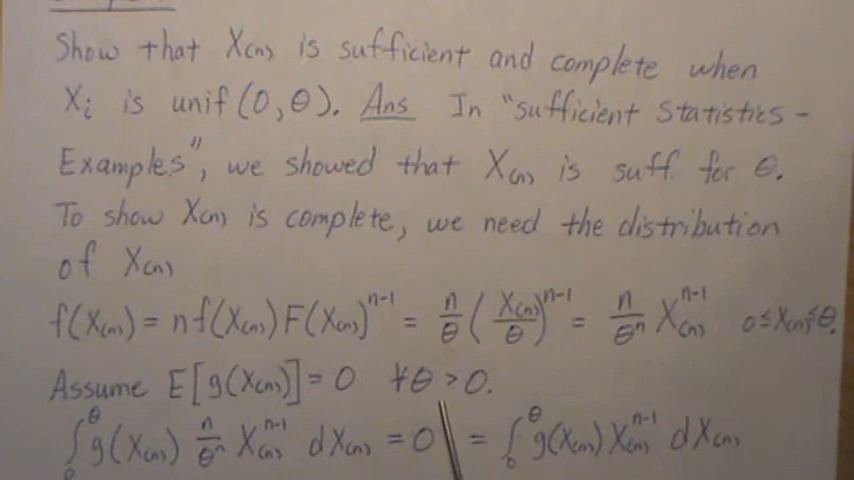 Show that X(n) is sufficient and complete when
Xi is unif(0,θ). Ans In "sufficient Statistics -
Examples", we showed that X(n) is suff. for θ.
To show X(n) is complete, we need the distribution
of X(n)
f(X(n)) = n f(X(n)) F(X(n))^{n-1} = n/θ (X(n)/θ)^{n-1} = n/θ^n X(n)^{n-1} 0 ≤ X(n) ≤ θ.
Assume E[g(X(n))] = 0 ∀θ > 0.
∫_0^θ g(X(n)) n/θ^n X(n)^{n-1} dX(n) = 0 = ∫_0^θ g(X(n)) X(n)^{n-1} dX(n)